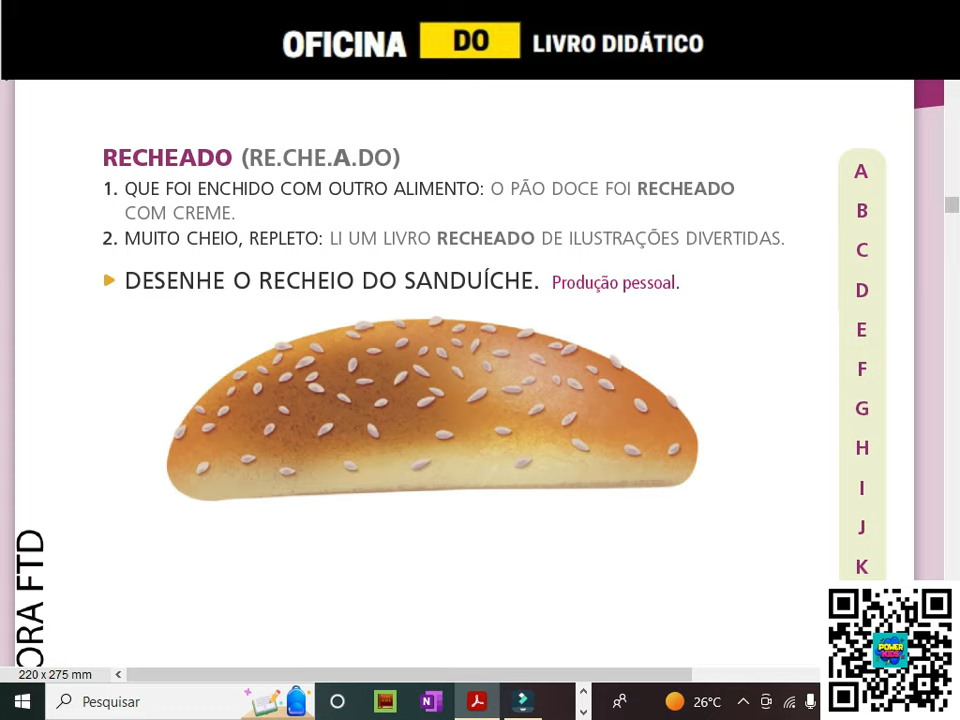 OFICINA DO LIVRO DIDÁTICO
RECHEADO (RE.CHE.A.DO)
1. QUE FOI ENCHIDO COM OUTRO ALIMENTO: O PÃO DOCE FOI RECHEADO
COM CREME.
2. MUITO CHEIO, REPLETO: LI UM LIVRO RECHEADO DE ILUSTRAÇÕES DIVERTIDAS.
DESENHE O RECHEIO DO SANDUÍCHE. Produção pessoal.
A
B
C
D
E
F
G
H
I
J
K
ORA FTD
POWER KIDS
220 x 275 mm
Pesquisar
26°C